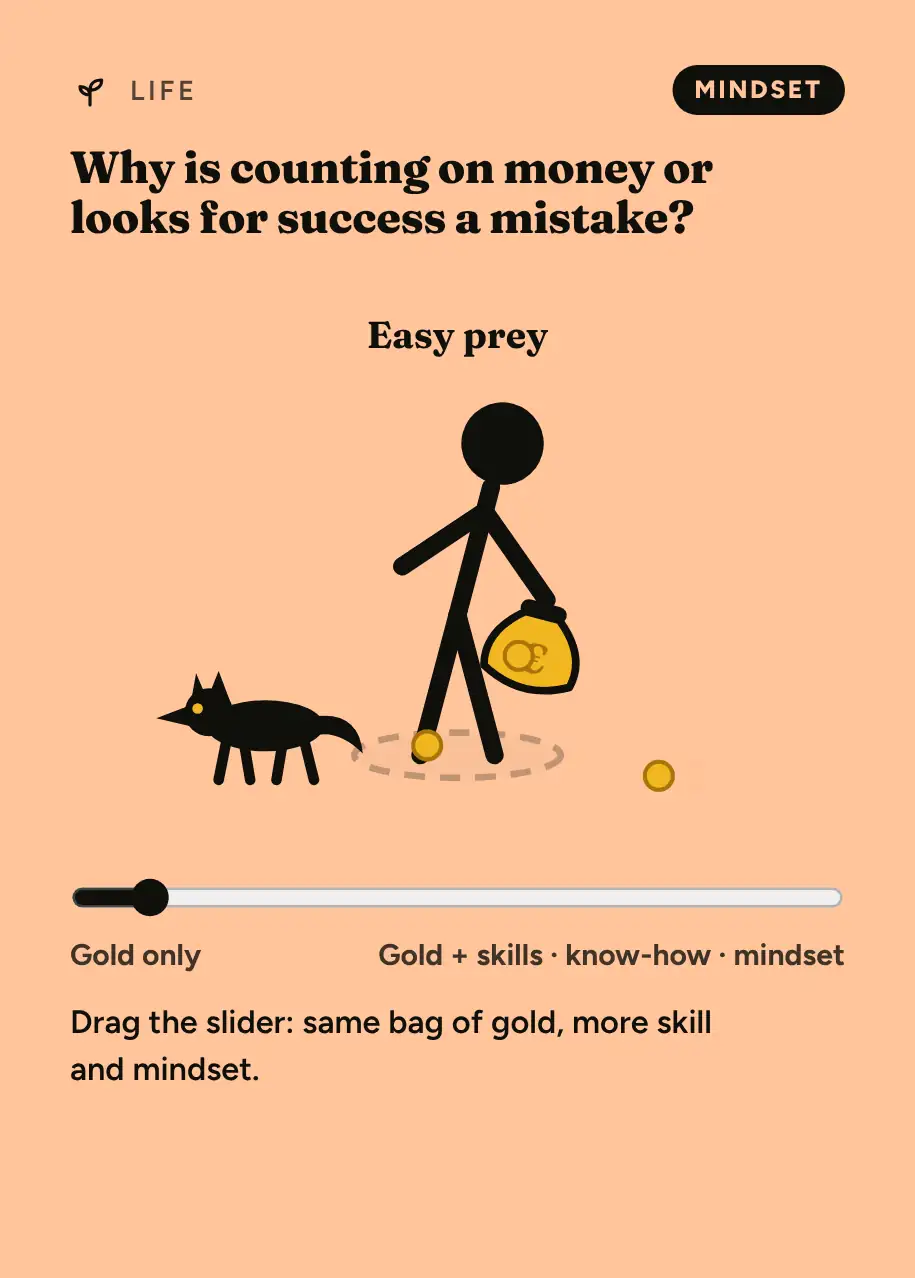 LIFE
MINDSET
Why is counting on money or
looks for success a mistake?
Easy prey
Gold only
Gold + skills · know-how · mindset
Drag the slider: same bag of gold, more skill
and mindset.